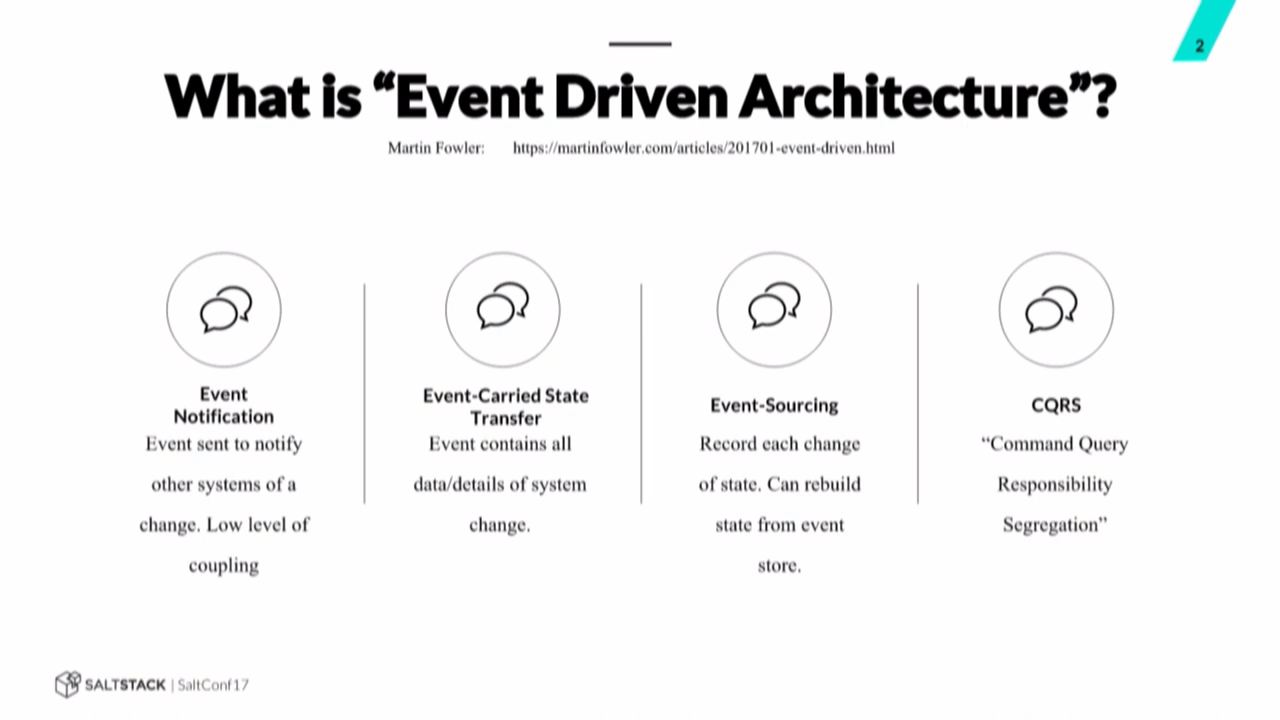 2
What is “Event Driven Architecture”?
Martin Fowler: https://martinfowler.com/articles/201701-event-driven.html
Event
Notification
Event sent to notify
other systems of a
change. Low level of
coupling
Event-Carried State
Transfer
Event contains all
data/details of system
change.
Event-Sourcing
Record each change
of state. Can rebuild
state from event
store.
CQRS
“Command Query
Responsibility
Segregation”
SALTSTACK | SaltConf17